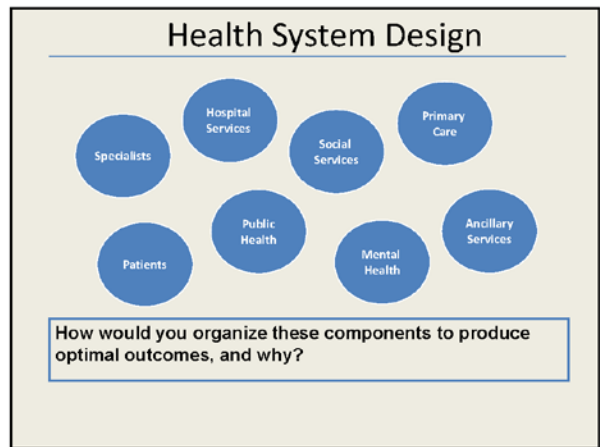 Health System Design
Hospital
Services
Primary
Care
Social
Services
Specialists
Public
Health
Ancillary
Services
Mental
Health
Patients
How would you organize these components to produce
optimal outcomes, and why?